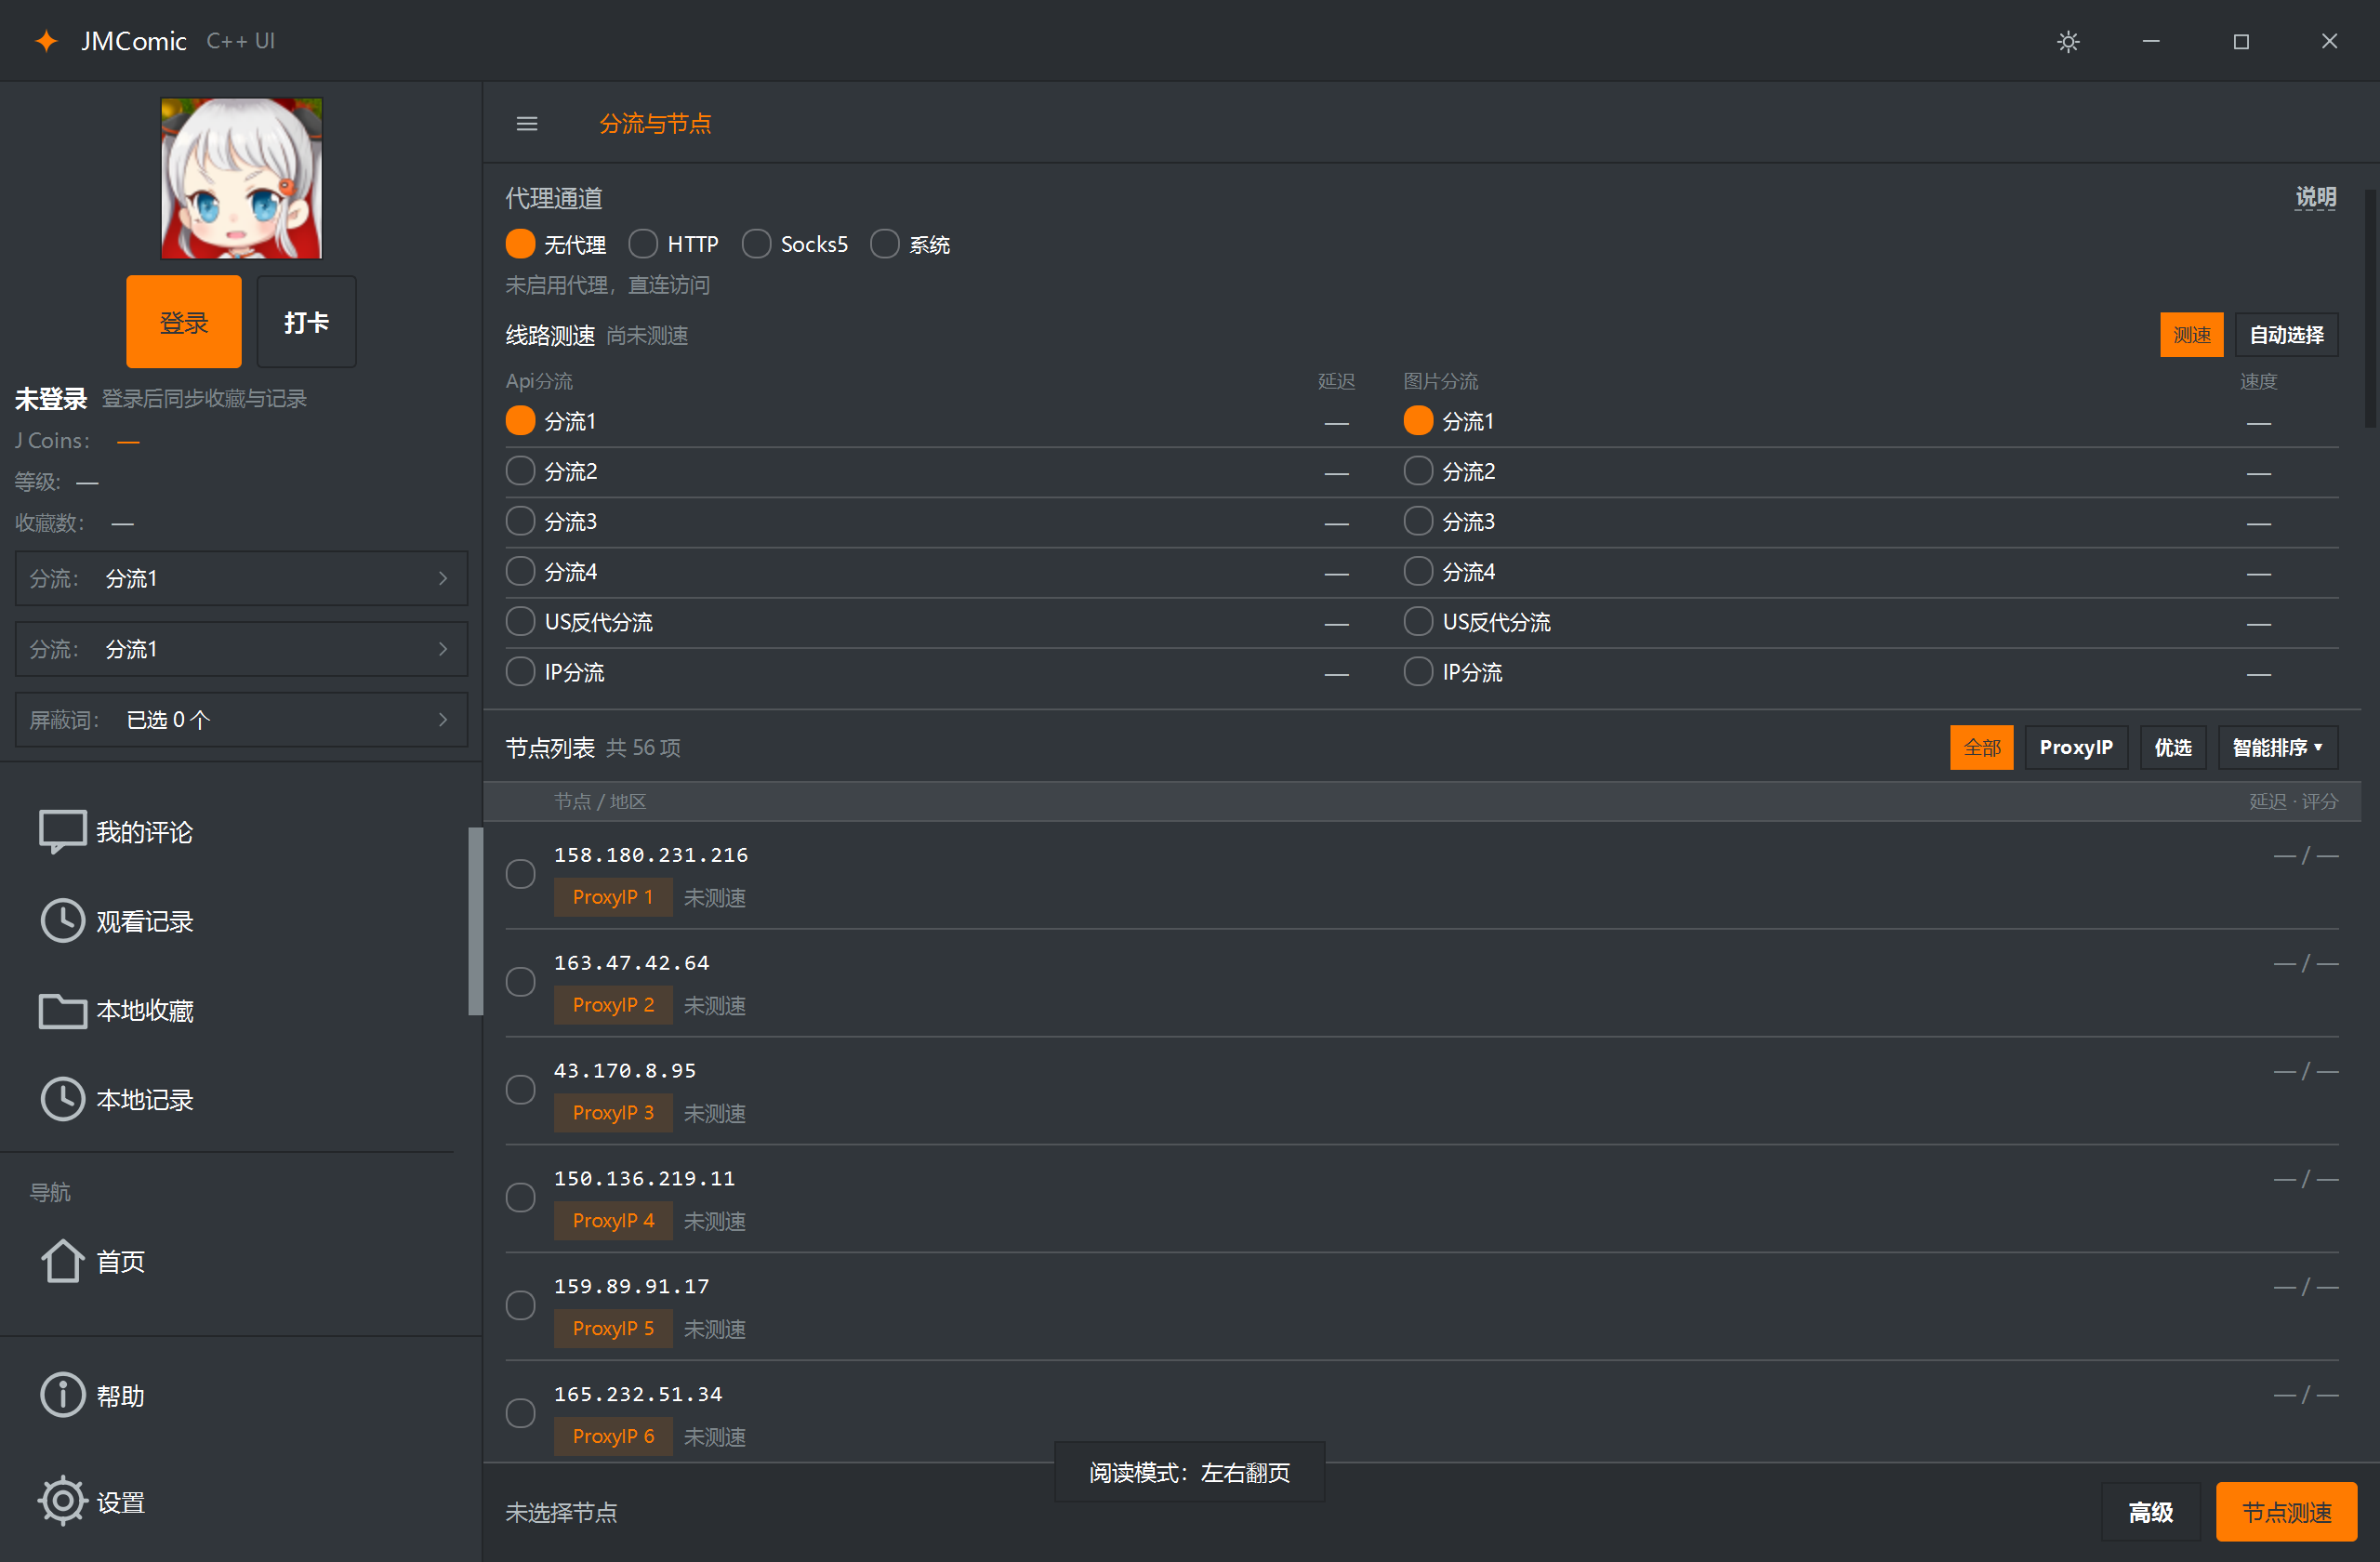 JMComic C++ UI
登录
打卡
未登录 登录后同步收藏与记录
J Coins: —
等级: —
收藏数: —
分流: 分流1
分流: 分流1
屏蔽词: 已选 0 个
我的评论
观看记录
本地收藏
本地记录
导航
首页
帮助
设置
分流与节点
代理通道 说明
无代理 HTTP Socks5 系统
未启用代理，直连访问
线路测速 尚未测速 测速 自动选择
Api分流 延迟 图片分流 速度
分流1 — 分流1 —
分流2 — 分流2 —
分流3 — 分流3 —
分流4 — 分流4 —
US反代分流 — US反代分流 —
IP分流 — IP分流 —
节点列表 共 56 项 全部 ProxyIP 优选 智能排序 ▾
节点 / 地区 延迟 · 评分
158.180.231.216 — / —
ProxyIP 1 未测速
163.47.42.64 — / —
ProxyIP 2 未测速
43.170.8.95 — / —
ProxyIP 3 未测速
150.136.219.11 — / —
ProxyIP 4 未测速
159.89.91.17 — / —
ProxyIP 5 未测速
165.232.51.34 — / —
ProxyIP 6 未测速
阅读模式：左右翻页
未选择节点 高级 节点测速